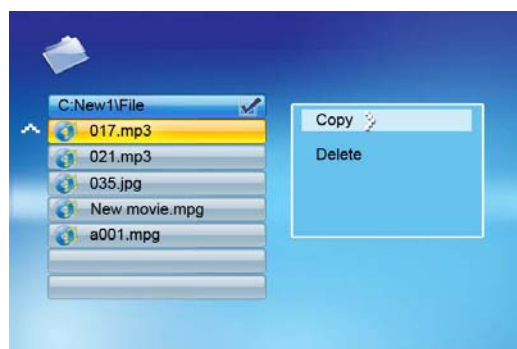 C:New1\File
017.mp3
021.mp3
035.jpg
New movie.mpg
a001.mpg
Copy
Delete